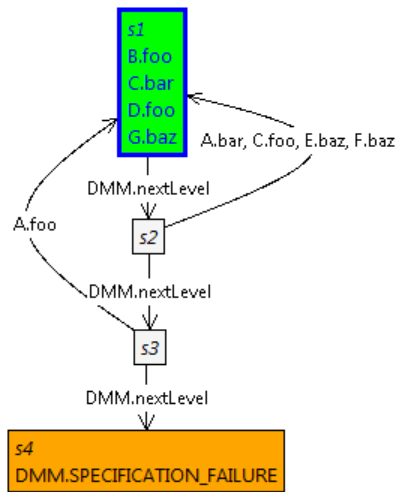 s1
B.foo
C.bar
D.foo
G.baz
A.bar, C.foo, E.baz, F.baz
DMM.nextLevel
A.foo
s2
DMM.nextLevel
s3
DMM.nextLevel
s4
DMM.SPECIFICATION_FAILURE